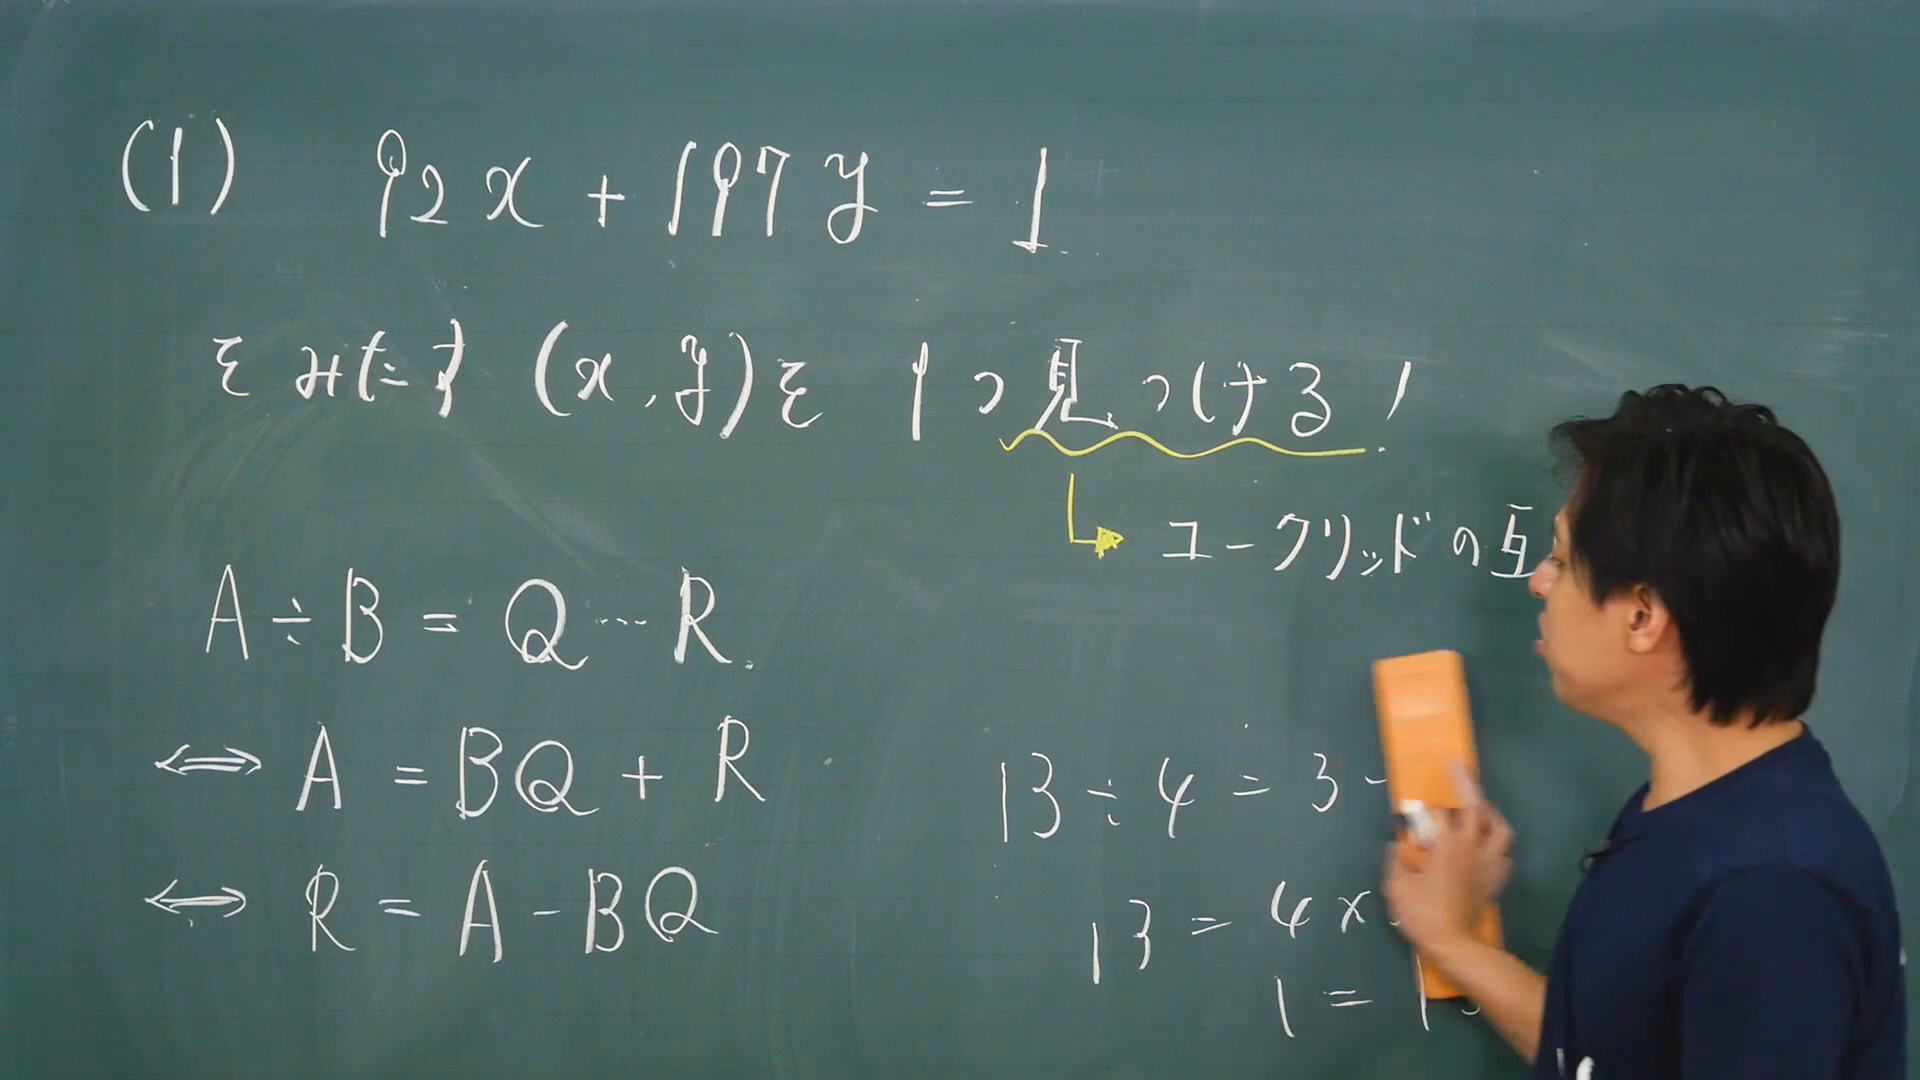 (1) 92x + 197y = 1
をみたす (x, y)を 1つ見つける!
ユークリッドの互
A ÷ B = Q … R.
⇔ A = BQ + R
⇔ R = A - BQ
13 ÷ 4 = 3
13 = 4 ×
1 = 1